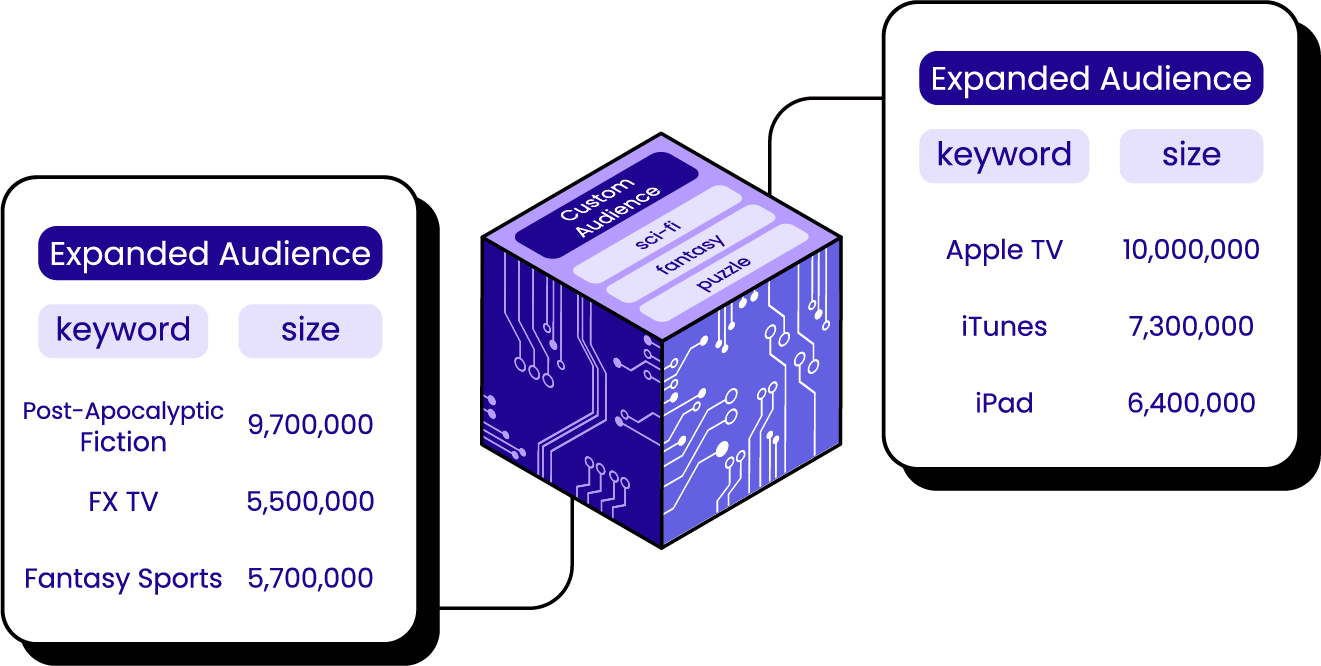 Expanded Audience
keyword size
Post-Apocalyptic
Fiction
9,700,000
FX TV 5,500,000
Fantasy Sports 5,700,000
Custom
Audience
sci-fi
fantasy
puzzle
Expanded Audience
keyword size
Apple TV 10,000,000
iTunes 7,300,000
iPad 6,400,000